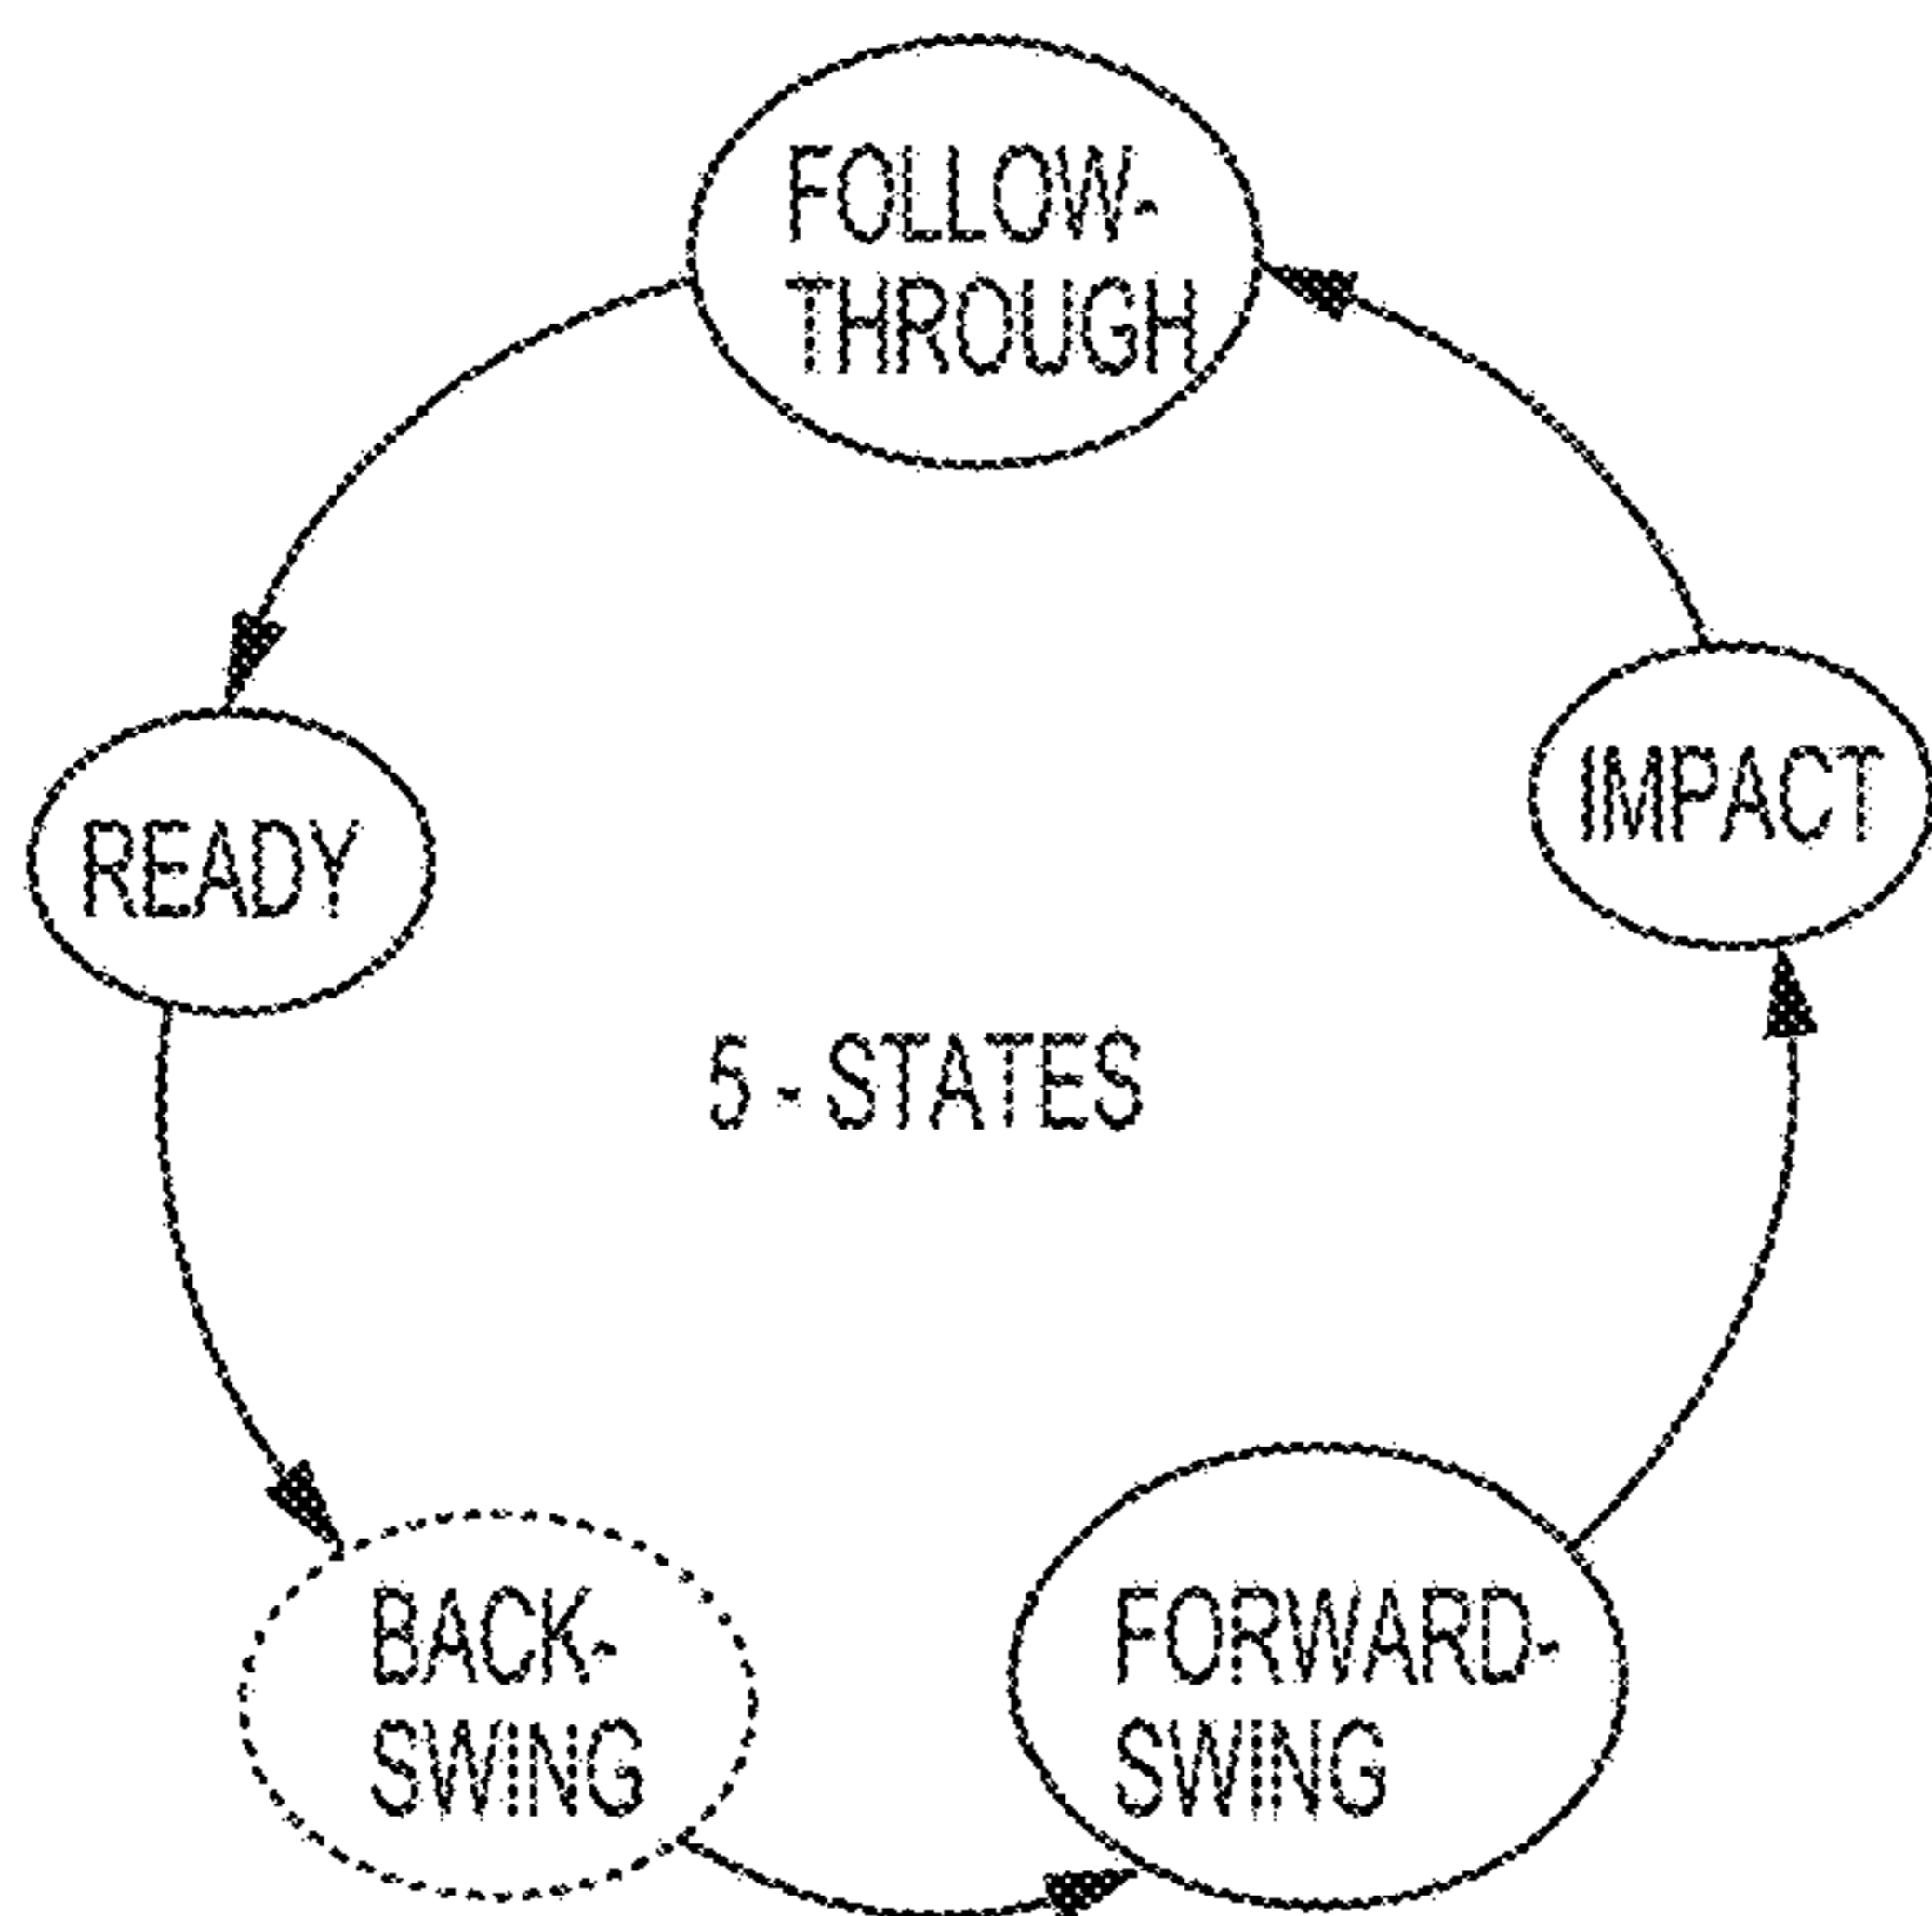 FOLLOW-
THROUGH
READY
IMPACT
5 - STATES
BACK-
SWING
FORWARD-
SWING